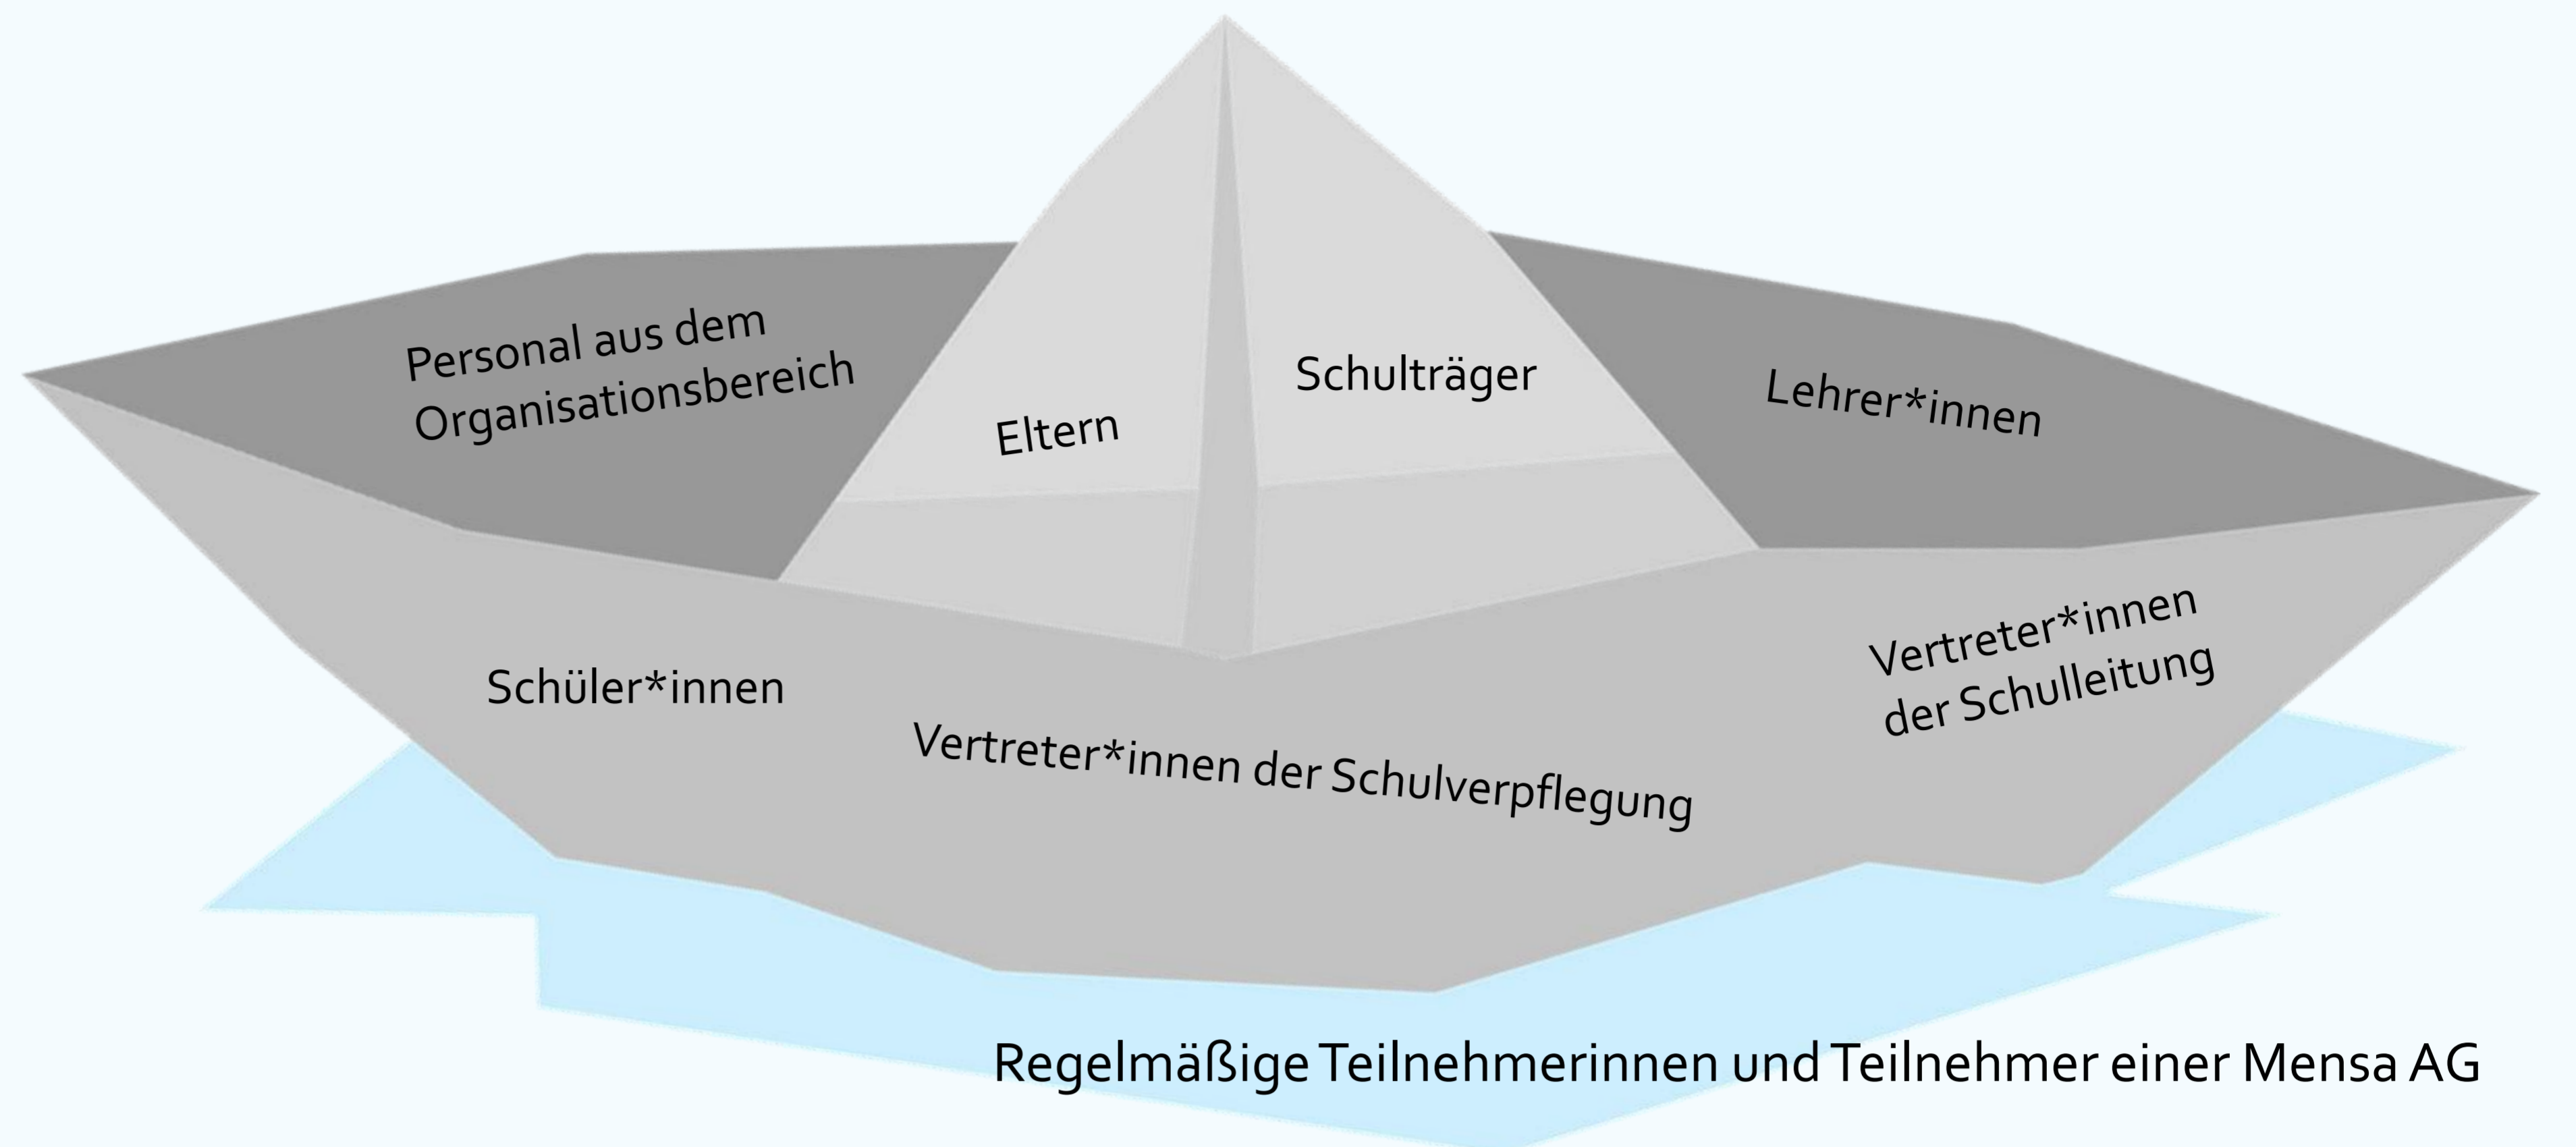 Personal aus dem
Organisationsbereich
Eltern
Schulträger
Lehrer*innen
Schüler*innen
Vertreter*innen der Schulverpflegung
Vertreter*innen
der Schulleitung
Regelmäßige Teilnehmerinnen und Teilnehmer einer Mensa AG